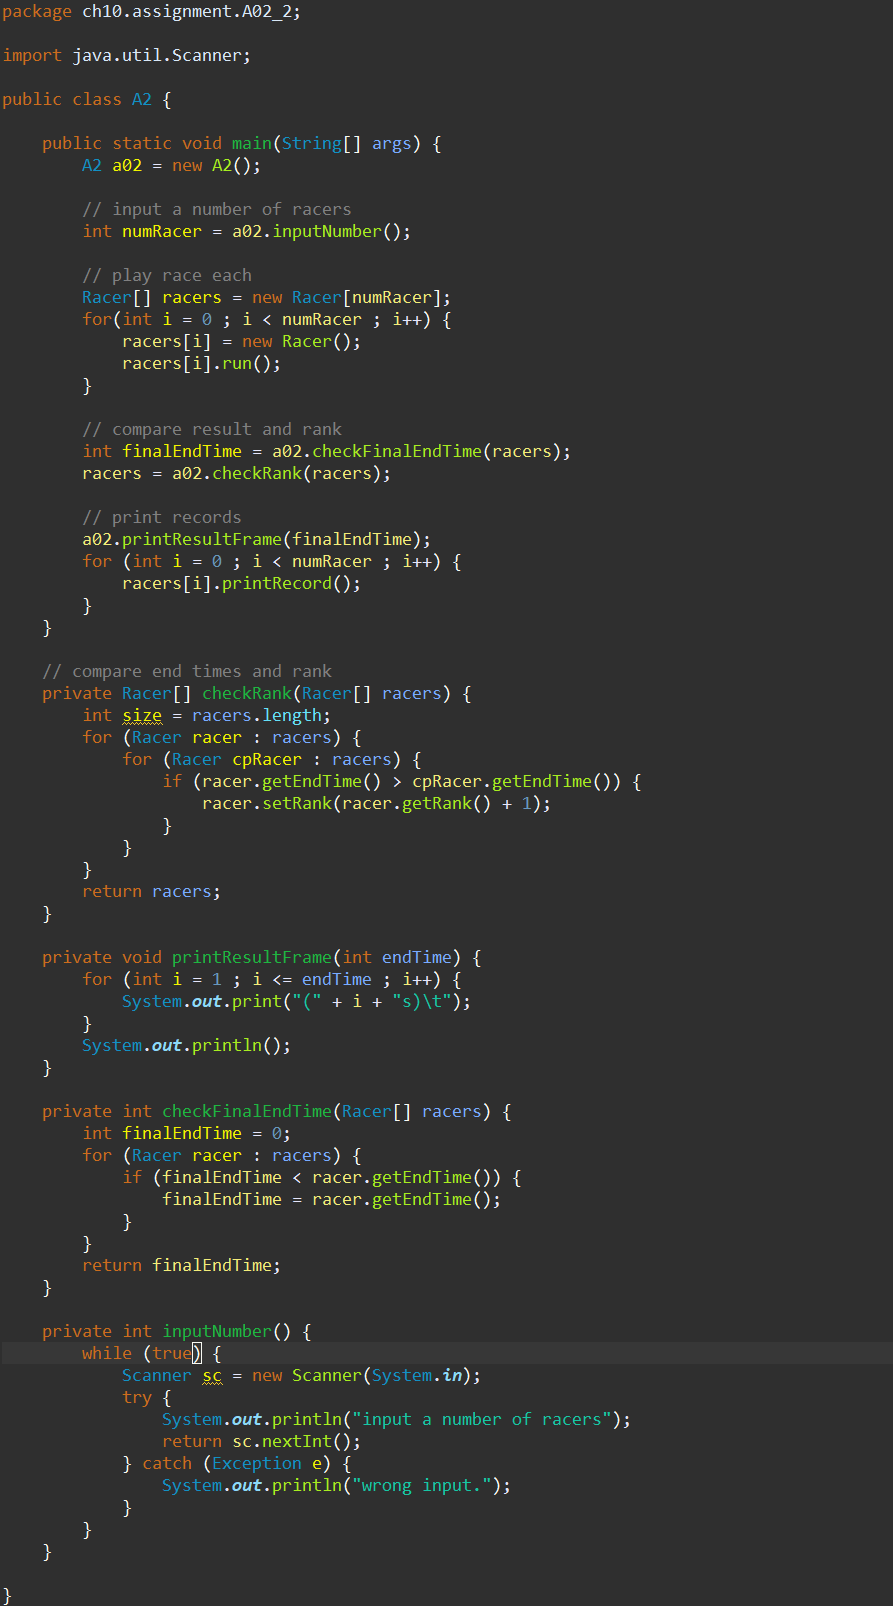 package ch10.assignment.A02_2;
import java.util.Scanner;
public class A2 {
public static void main(String[] args) {
A2 a02 = new A2();
// input a number of racers
int numRacer = a02.inputNumber();
// play race each
Racer[] racers = new Racer[numRacer];
for(int i = 0 ; i < numRacer ; i++) {
racers[i] = new Racer();
racers[i].run();
}
// compare result and rank
int finalEndTime = a02.checkFinalEndTime(racers);
racers = a02.checkRank(racers);
// print records
a02.printResultFrame(finalEndTime);
for (int i = 0 ; i < numRacer ; i++) {
racers[i].printRecord();
}
}
// compare end times and rank
private Racer[] checkRank(Racer[] racers) {
int size = racers.length;
for (Racer racer : racers) {
for (Racer cpRacer : racers) {
if (racer.getEndTime() > cpRacer.getEndTime()) {
racer.setRank(racer.getRank() + 1);
}
}
}
return racers;
}
private void printResultFrame(int endTime) {
for (int i = 1 ; i <= endTime ; i++) {
System.out.print("(" + i + "s)\t");
}
System.out.println();
}
private int checkFinalEndTime(Racer[] racers) {
int finalEndTime = 0;
for (Racer racer : racers) {
if (finalEndTime < racer.getEndTime()) {
finalEndTime = racer.getEndTime();
}
}
return finalEndTime;
}
private int inputNumber() {
while (true) {
Scanner sc = new Scanner(System.in);
try {
System.out.println("input a number of racers");
return sc.nextInt();
} catch (Exception e) {
System.out.println("wrong input.");
}
}
}
}